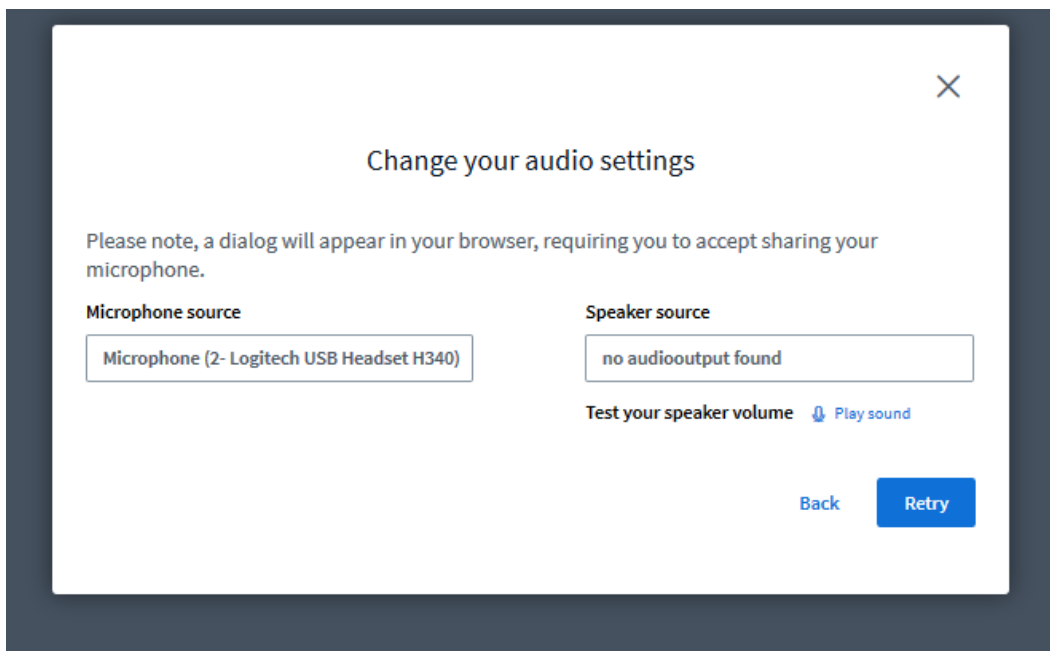 Change your audio settings
Please note, a dialog will appear in your browser, requiring you to accept sharing your
microphone.
Microphone source
Speaker source
Microphone (2- Logitech USB Headset H340)
no audiooutput found
Test your speaker volume
Play sound
Back
Retry